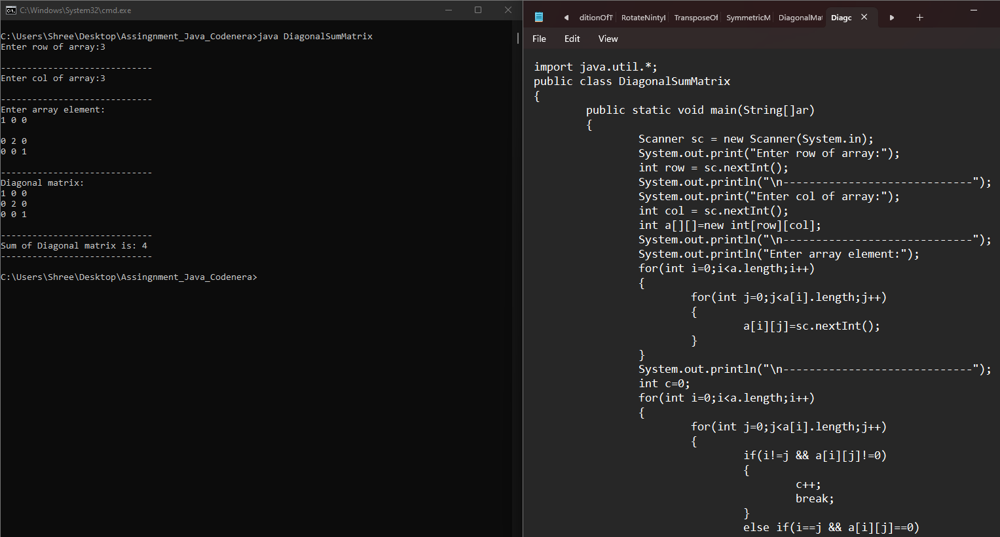 C:\Windows\System32\cmd.exe
C:\Users\Shree\Desktop\Assingnment_Java_Codenera>java DiagonalSumMatrix
Enter row of array:3
-----------------------------
Enter col of array:3
-----------------------------
Enter array element:
1 0 0
0 2 0
0 0 1
-----------------------------
Diagonal matrix:
1 0 0
0 2 0
0 0 1
-----------------------------
Sum of Diagonal matrix is: 4
-----------------------------
C:\Users\Shree\Desktop\Assingnment_Java_Codenera>
ditionOfT RotateNintyI TransposeOf SymmetricM DiagonalMat Diagc
File Edit View
import java.util.*;
public class DiagonalSumMatrix
{
public static void main(String[]ar)
{
Scanner sc = new Scanner(System.in);
System.out.print("Enter row of array:");
int row = sc.nextInt();
System.out.println("\n-----------------------------");
System.out.print("Enter col of array:");
int col = sc.nextInt();
int a[][]=new int[row][col];
System.out.println("\n-----------------------------");
System.out.println("Enter array element:");
for(int i=0;i<a.length;i++)
{
for(int j=0;j<a[i].length;j++)
{
a[i][j]=sc.nextInt();
}
}
System.out.println("\n-----------------------------");
int c=0;
for(int i=0;i<a.length;i++)
{
for(int j=0;j<a[i].length;j++)
{
if(i!=j && a[i][j]!=0)
{
c++;
break;
}
else if(i==j && a[i][j]==0)